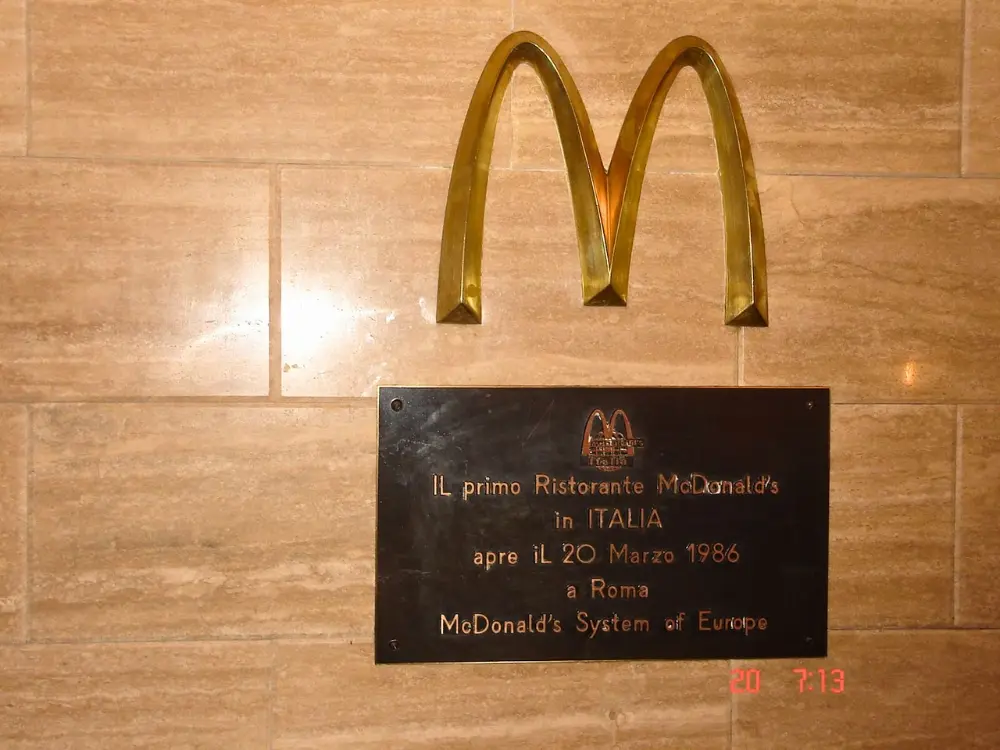 Italia
IL primo Ristorante McDonald's
in ITALIA
apre iL 20 Marzo 1986
a Roma
McDonald's System of Europe
20 7:13